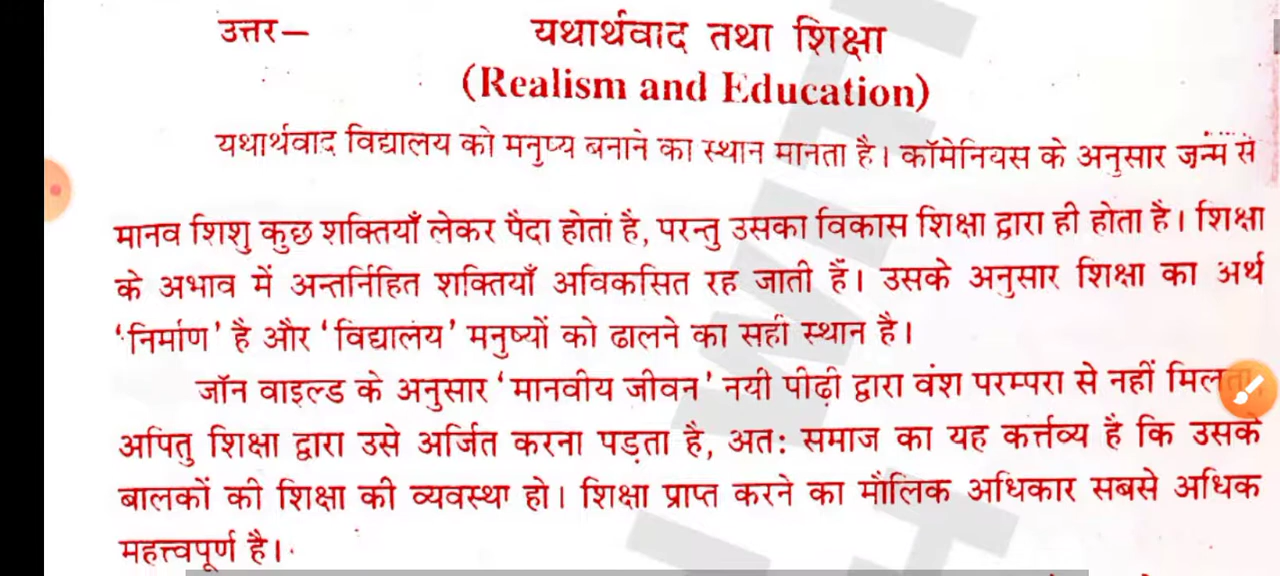 उत्तर–
यथार्थवाद तथा शिक्षा
(Realism and Education)
यथार्थवाद विद्यालय को मनुष्य बनाने का स्थान मानता है। कॉमेनियस के अनुसार जन्म से
मानव शिशु कुछ शक्तियाँ लेकर पैदा होता है, परन्तु उसका विकास शिक्षा द्वारा ही होता है। शिक्षा
के अभाव में अन्तर्निहित शक्तियाँ अविकसित रह जाती हैं। उसके अनुसार शिक्षा का अर्थ
‘निर्माण’ है और ‘विद्यालय’ मनुष्यों को ढालने का सही स्थान है।
जॉन वाइल्ड के अनुसार ‘मानवीय जीवन’ नयी पीढ़ी द्वारा वंश परम्परा से नहीं मिलता
अपितु शिक्षा द्वारा उसे अर्जित करना पड़ता है, अतः समाज का यह कर्त्तव्य है कि उसके
बालकों की शिक्षा की व्यवस्था हो। शिक्षा प्राप्त करने का मौलिक अधिकार सबसे अधिक
महत्त्वपूर्ण है।